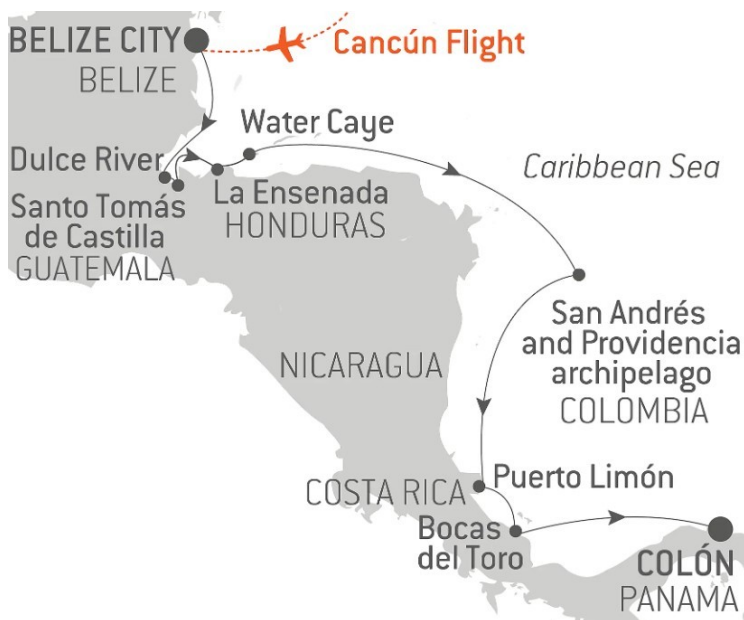 BELIZE CITY
BELIZE
Cancún Flight
Water Caye
Dulce River
Caribbean Sea
Santo Tomás
de Castilla
GUATEMALA
La Ensenada
HONDURAS
San Andrés
and Providencia
archipelago
COLOMBIA
NICARAGUA
Puerto Limón
COSTA RICA
Bocas
del Toro
COLÓN
PANAMA